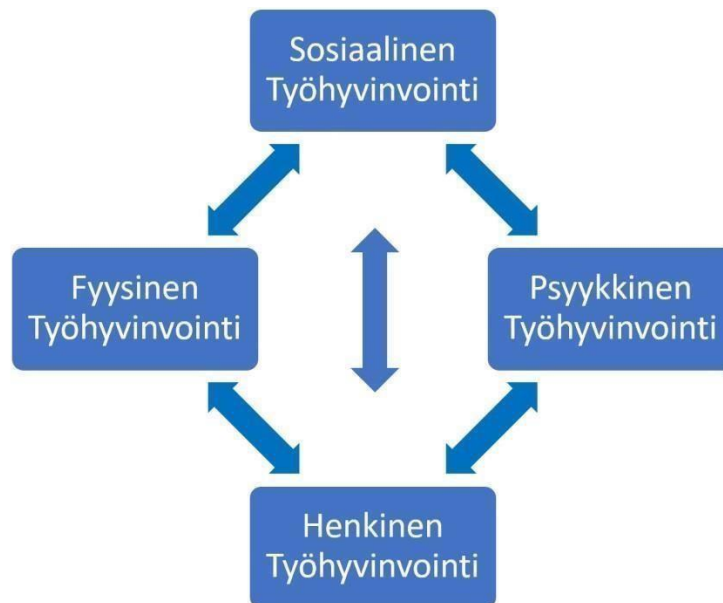 Sosiaalinen
Työhyvinvointi
Fyysinen
Työhyvinvointi
Psyykkinen
Työhyvinvointi
Henkinen
Työhyvinvointi